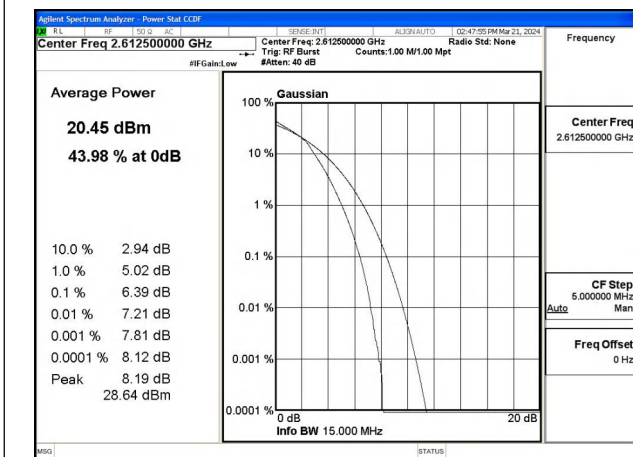 Agilent Spectrum Analyzer - Power Stat CCDF
RL RF 50 Ω AC SENSE:INT ALIGN AUTO 02:47:55 PM Mar 21, 2024
Center Freq 2.612500000 GHz
Center Freq: 2.612500000 GHz Radio Std: None
Trig: RF Burst Counts:1.00 M/1.00 Mpt
#IFGain:Low #Atten: 40 dB
Frequency
Average Power
20.45 dBm
43.98 % at 0dB
10.0 % 2.94 dB
1.0 % 5.02 dB
0.1 % 6.39 dB
0.01 % 7.21 dB
0.001 % 7.81 dB
0.0001 % 8.12 dB
Peak 8.19 dB
28.64 dBm
Gaussian
100 %
10 %
1 %
0.1 %
0.01 %
0.001 %
0.0001 %
0 dB 20 dB
Info BW 15.000 MHz
Center Freq
2.612500000 GHz
CF Step
5.000000 MHz
Auto Man
Freq Offset
0 Hz
MSG STATUS